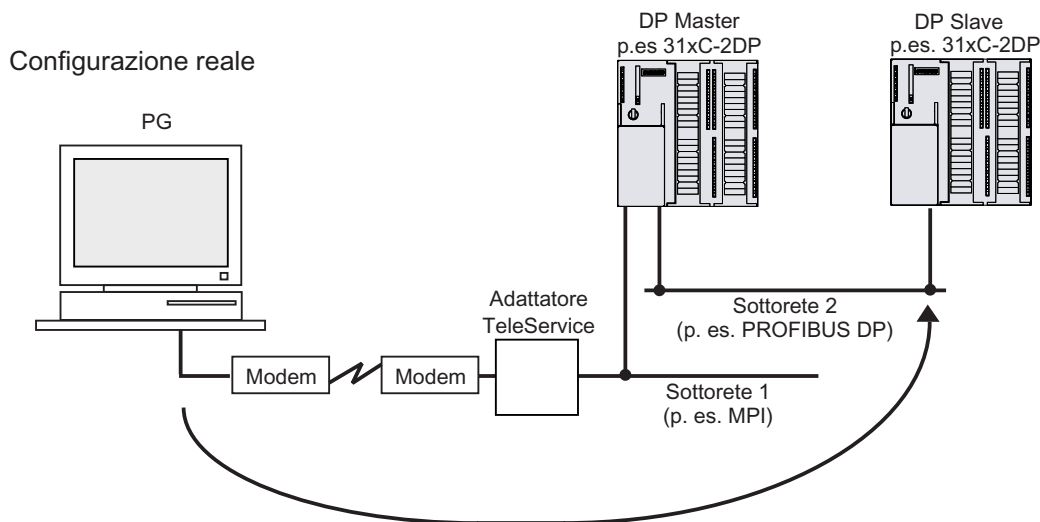 Configurazione reale
PG
DP Master
p.es 31xC-2DP
DP Slave
p.es. 31xC-2DP
Adattatore
TeleService
Modem
Modem
Sottorete 2
(p. es. PROFIBUS DP)
Sottorete 1
(p. es. MPI)